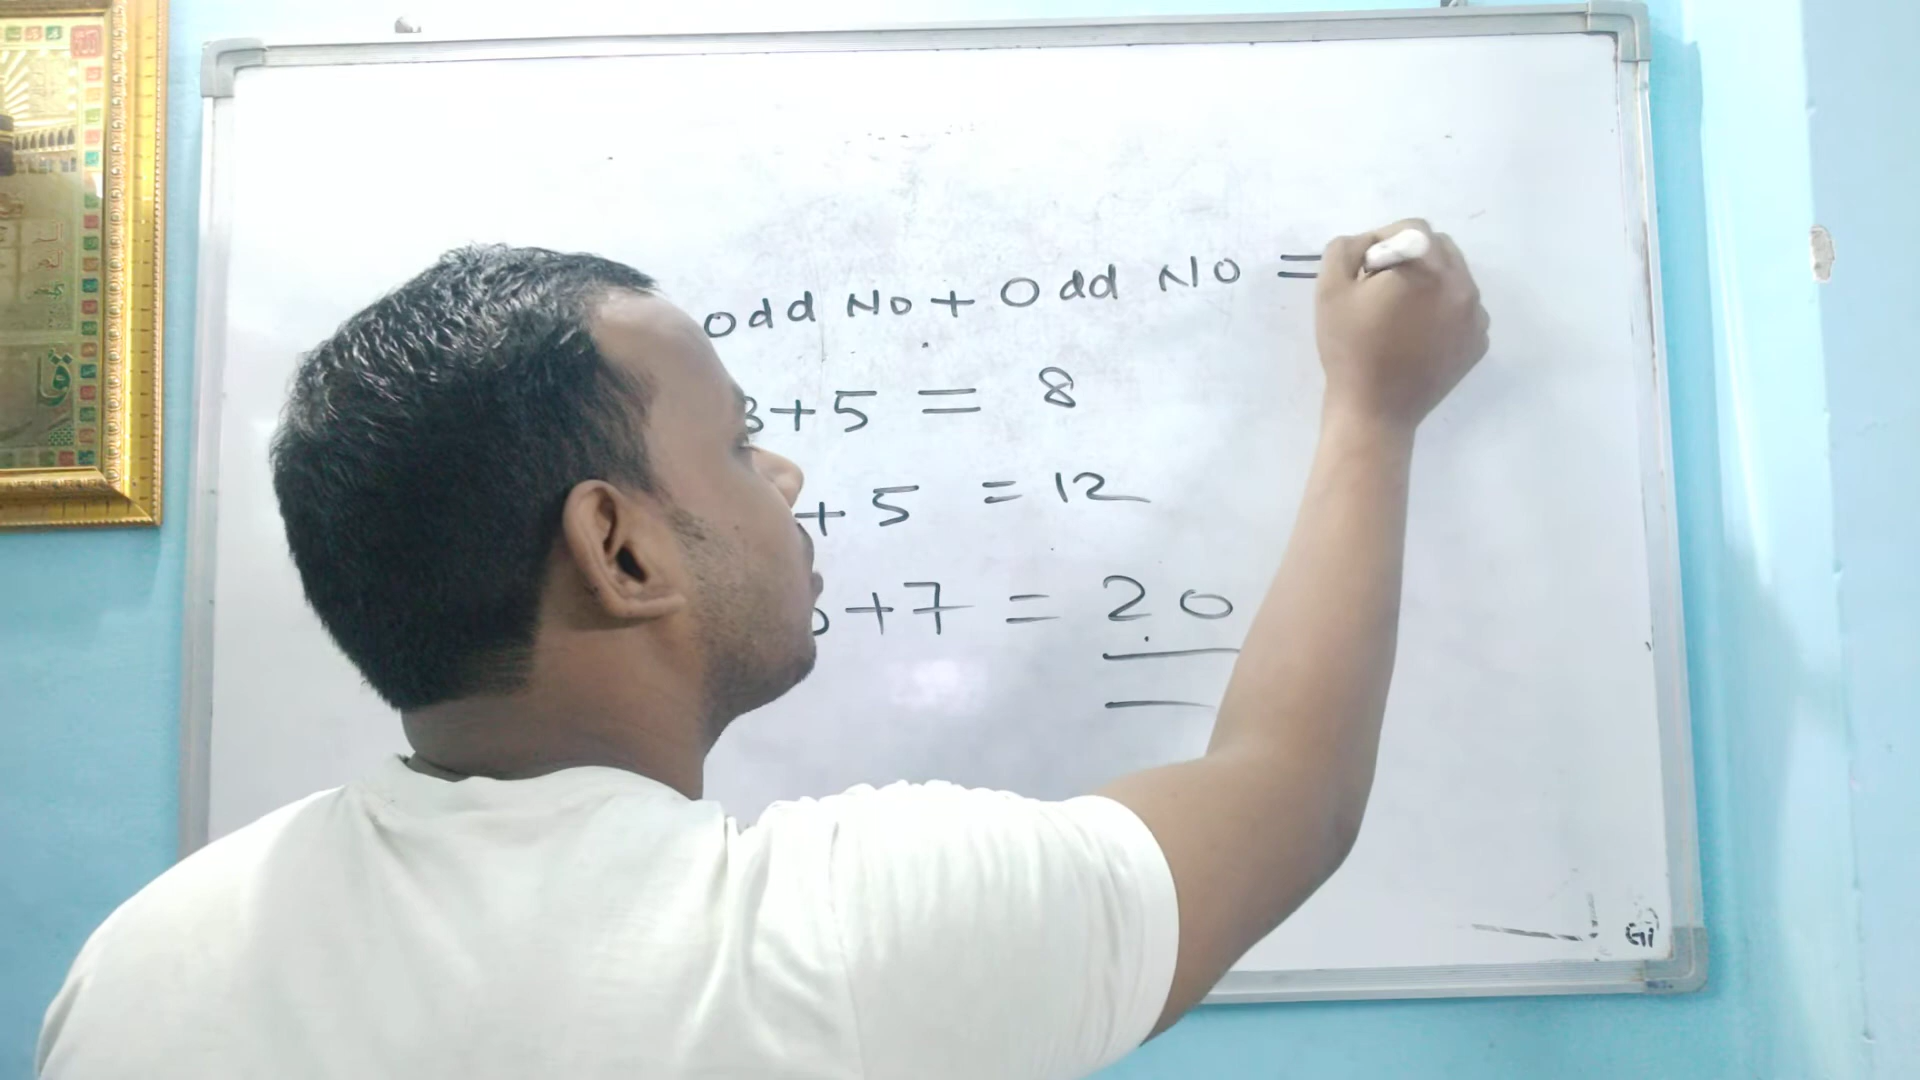 odd No + Odd No =
3+5 = 8
+ 5 = 12
+7 = 20